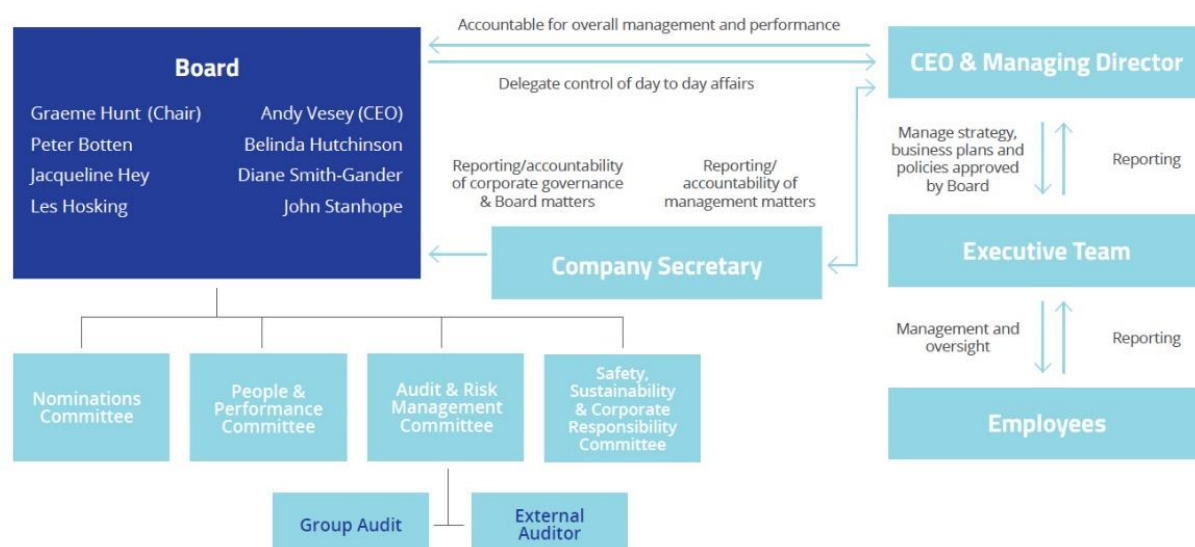 Accountable for overall management and performance
Board
Graeme Hunt (Chair)
Andy Vesey (CEO)
Peter Botten
Belinda Hutchinson
Jacqueline Hey
Diane Smith-Gander
Les Hosking
John Stanhope
Delegate control of day to day affairs
CEO & Managing Director
Reporting/accountability
of corporate governance
& Board matters
Reporting/
accountability of
management matters
Manage strategy,
business plans and
policies approved
by Board
Reporting
Company Secretary
Executive Team
Management and
oversight
Reporting
Employees
Nominations
Committee
People &
Performance
Committee
Audit & Risk
Management
Committee
Safety,
Sustainability
& Corporate
Responsibility
Committee
Group Audit
External
Auditor